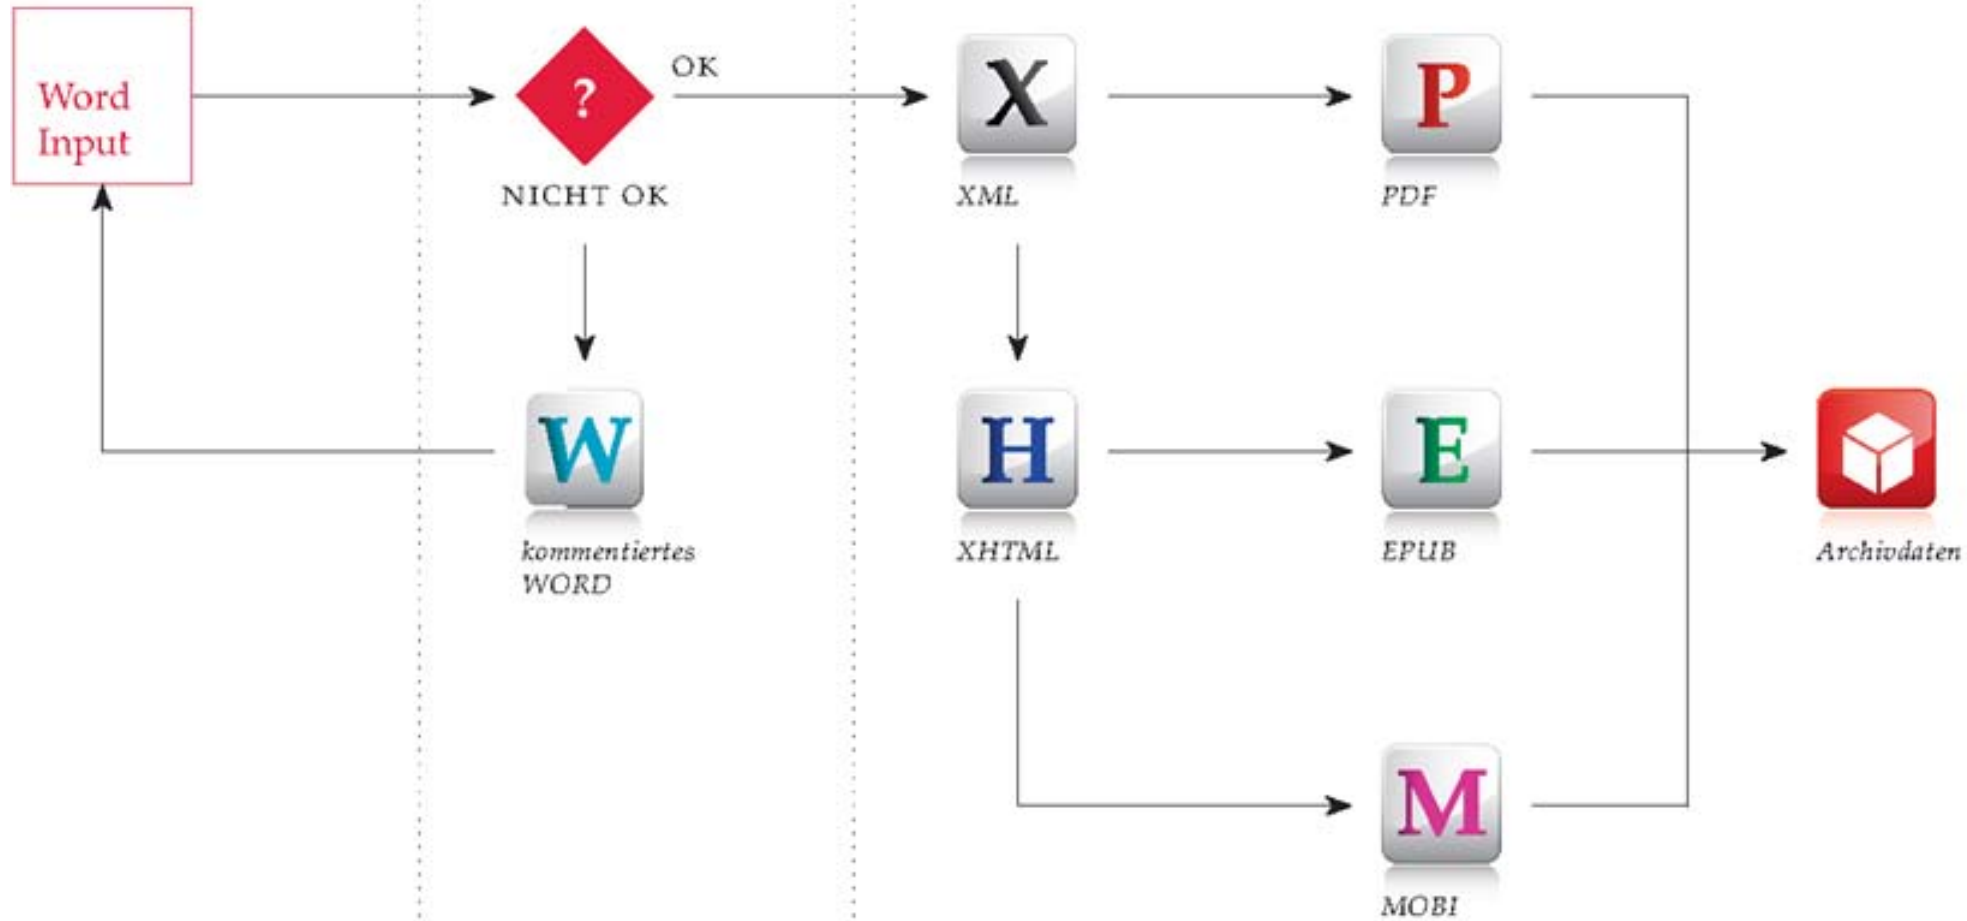 Word
Input
?
OK
NICHT OK
X
XML
P
PDF
W
kommentiertes
WORD
H
XHTML
E
EPUB
Archivdaten
M
MOBI